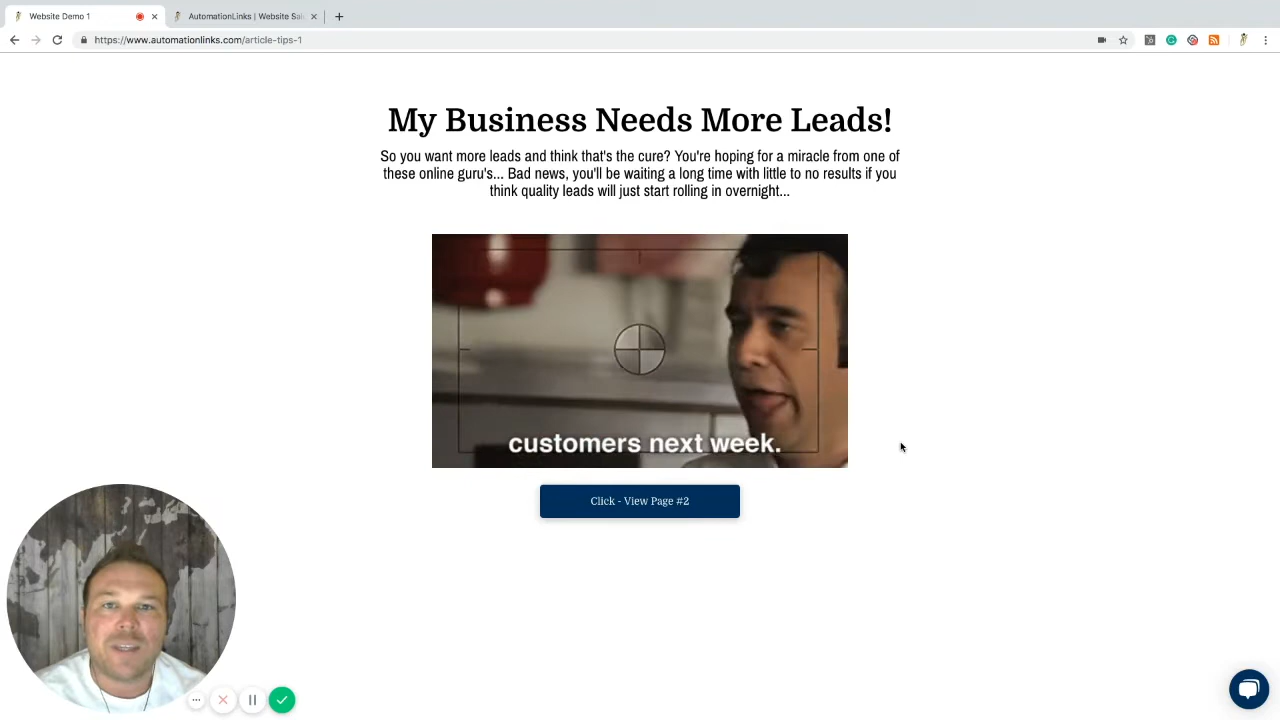 Website Demo 1
AutomationLinks | Website Sal
https://www.automationlinks.com/article-tips-1
My Business Needs More Leads!
So you want more leads and think that's the cure? You're hoping for a miracle from one of
these online guru's... Bad news, you'll be waiting a long time with little to no results if you
think quality leads will just start rolling in overnight...
customers next week.
Click - View Page #2